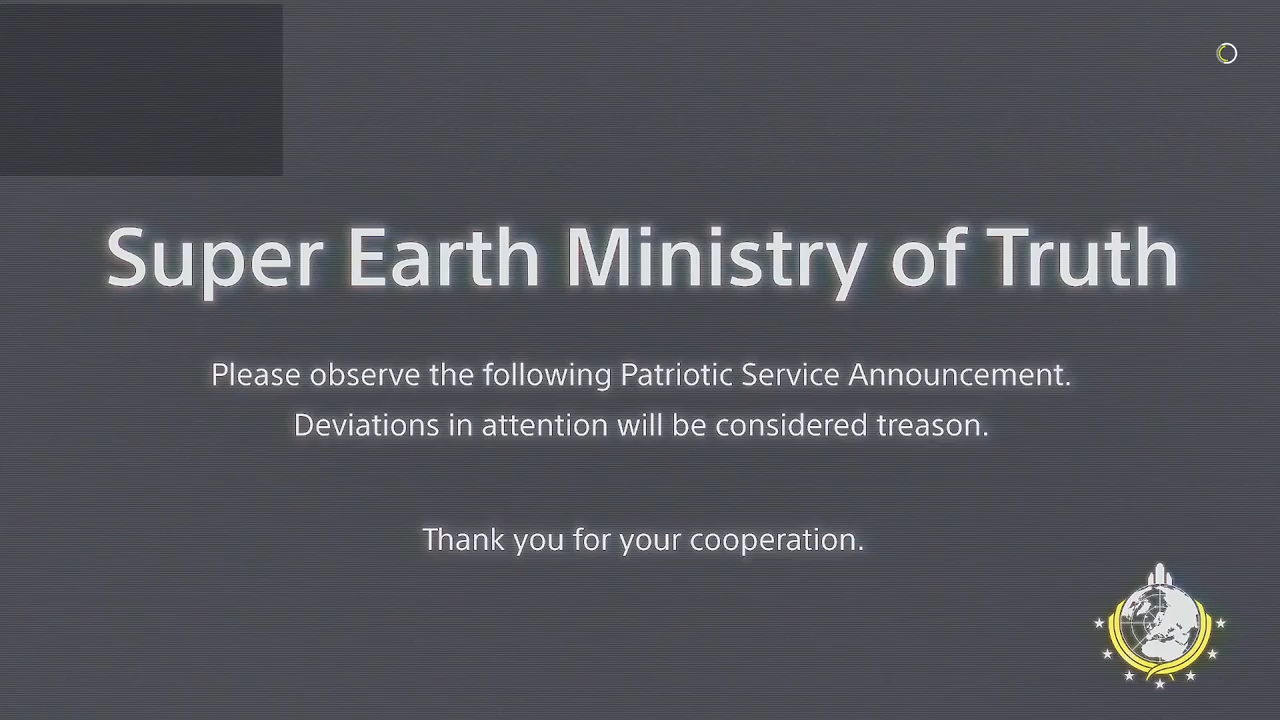 Super Earth Ministry of Truth
Please observe the following Patriotic Service Announcement.
Deviations in attention will be considered treason.
Thank you for your cooperation.